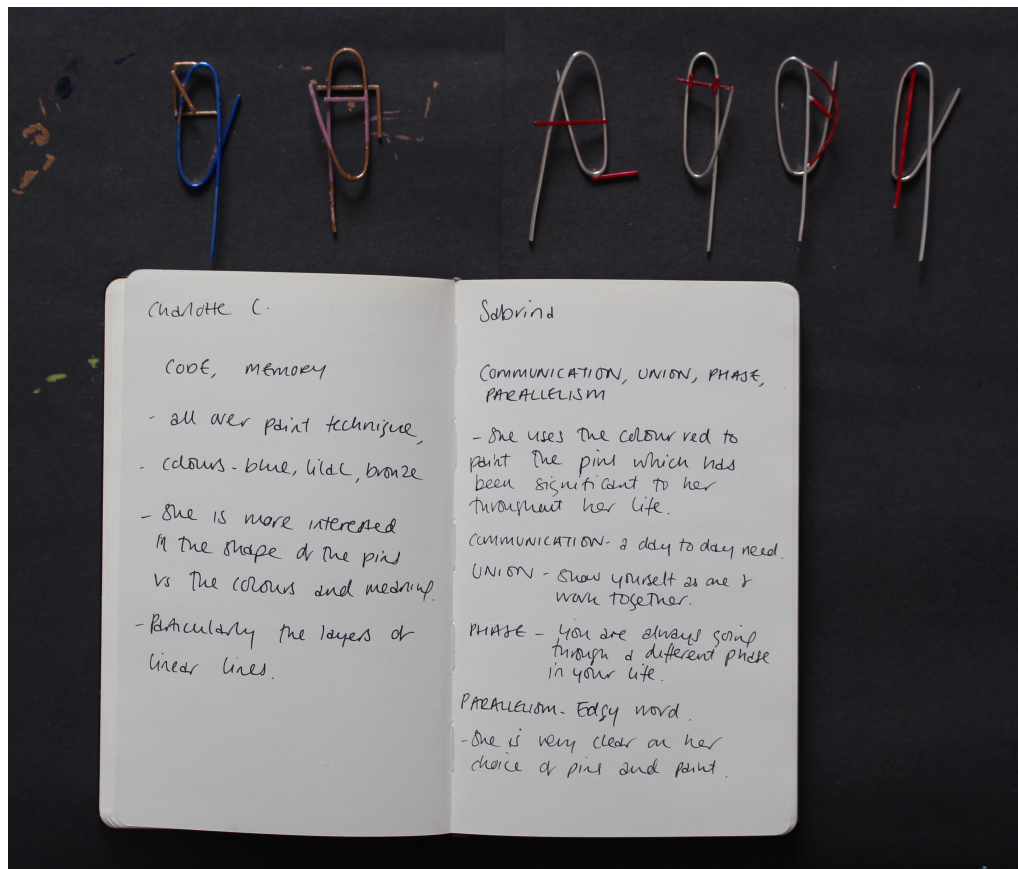 Charlotte C.
CODE, MEMORY
- all over paint technique,
- colours - blue, lilac, bronze
- She is more interested
in the shape of the pins
vs the colours and meaning.
- Particularly the layers of
linear lines.
Sabrina
COMMUNICATION, UNION, PHASE,
PARALLELISM
- She uses the colour red to
paint the pins which has
been significant to her
throughout her life.
COMMUNICATION - a day to day need.
UNION - Show yourself as one &
work together.
PHASE - you are always going
through a different phase
in your life.
PARALLELISM - Edgy word.
- She is very clear on her
choice of pins and paint.